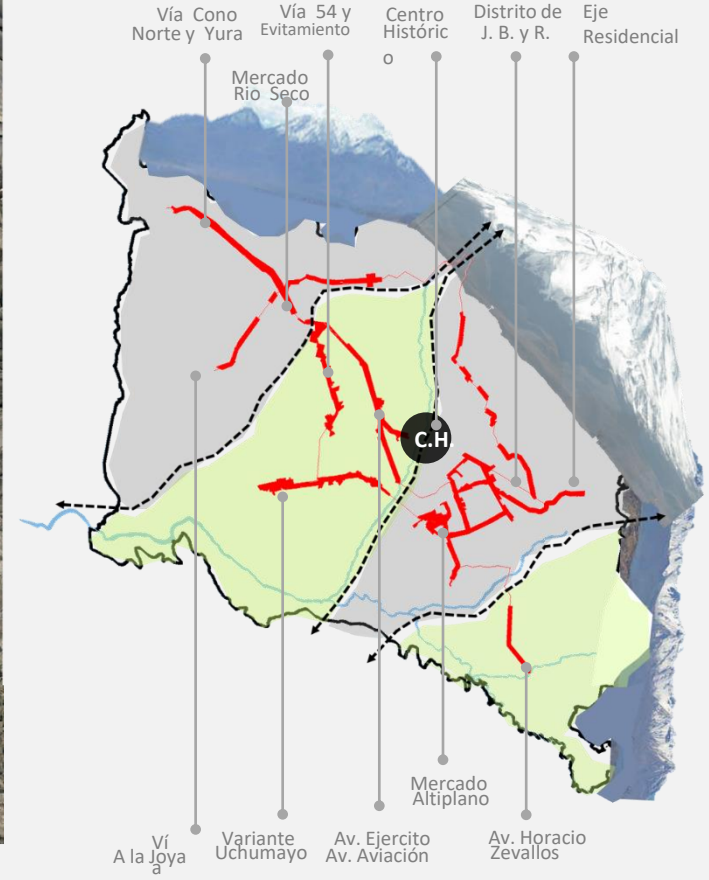 Vía Cono
Norte y Yura
Vía 54 y
Evitamiento
Centro
Históric
o
Distrito de
J. B. y R.
Eje
Residencial
Mercado
Rio Seco
C.H.
Mercado
Altiplano
Ví
A la Joya
a
Variante
Uchumayo
Av. Ejercito
Av. Aviación
Av. Horacio
Zevallos